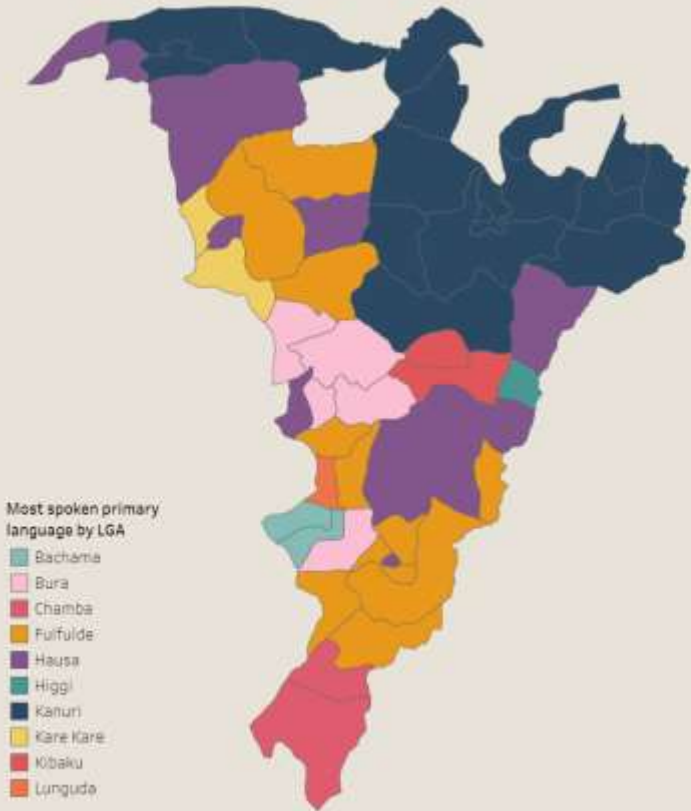 Most spoken primary
language by LGA
Bachama
Bura
Chamba
Fulfulde
Hausa
Higgi
Kanuri
Kare Kare
Kibaku
Lunguda